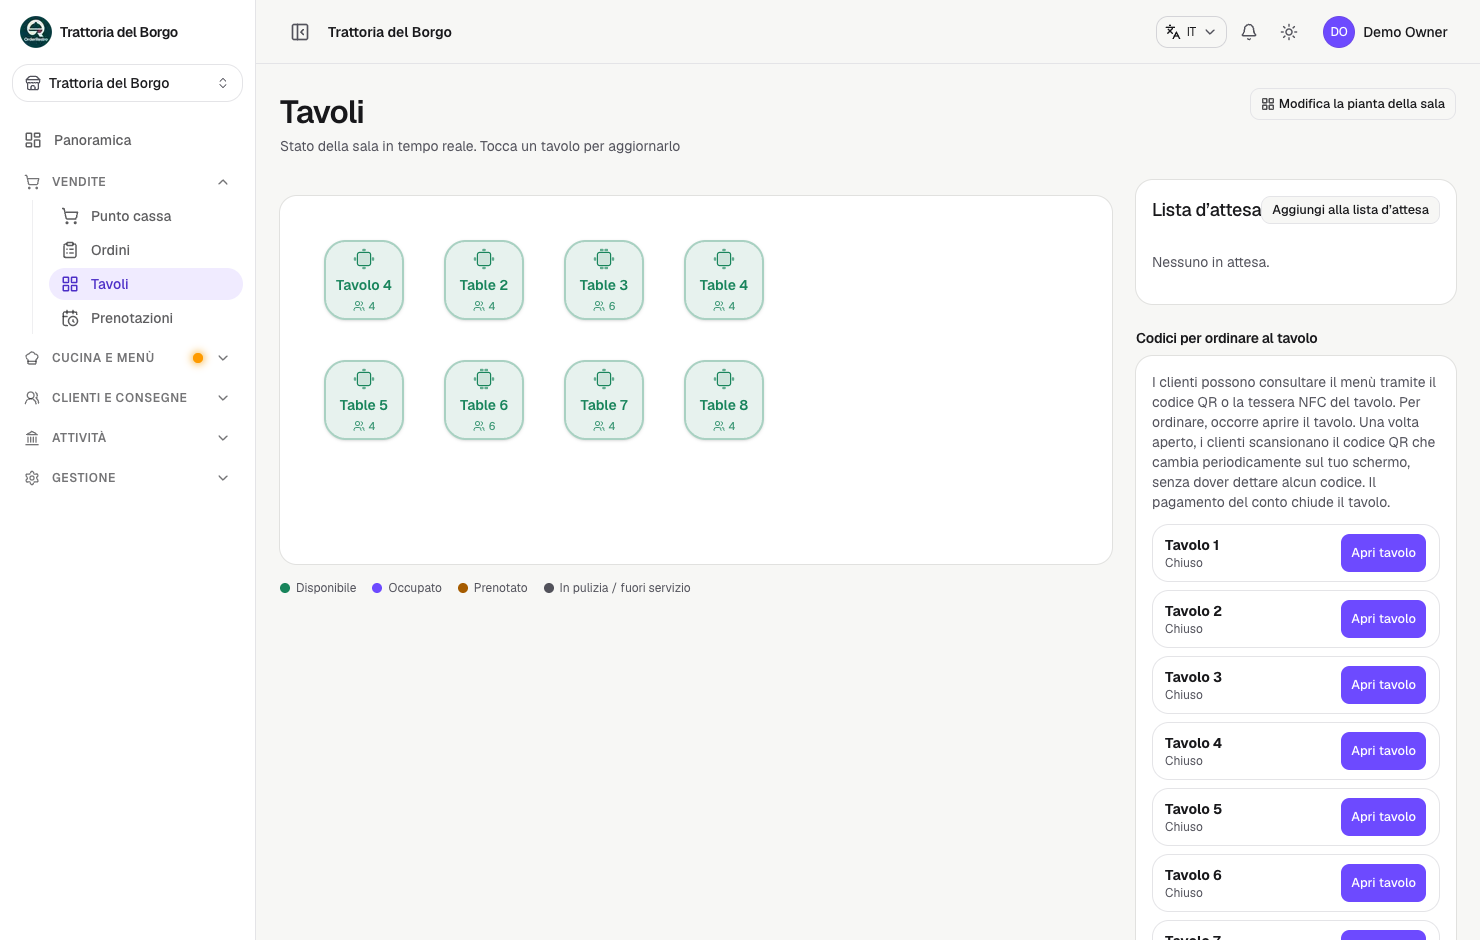 Trattoria del Borgo
Trattoria del Borgo
Panoramica
VENDITE
Punto cassa
Ordini
Tavoli
Prenotazioni
CUCINA E MENÙ
CLIENTI E CONSEGNE
ATTIVITÀ
GESTIONE
Trattoria del Borgo
IT
DO
Demo Owner
Tavoli
Stato della sala in tempo reale. Tocca un tavolo per aggiornarlo
Modifica la pianta della sala
Tavolo 4
4
Table 2
4
Table 3
6
Table 4
4
Table 5
4
Table 6
6
Table 7
4
Table 8
4
Disponibile
Occupato
Prenotato
In pulizia / fuori servizio
Lista d'attesa
Aggiungi alla lista d'attesa
Nessuno in attesa.
Codici per ordinare al tavolo
I clienti possono consultare il menù tramite il
codice QR o la tessera NFC del tavolo. Per
ordinare, occorre aprire il tavolo. Una volta
aperto, i clienti scansionano il codice QR che
cambia periodicamente sul tuo schermo,
senza dover dettare alcun codice. Il
pagamento del conto chiude il tavolo.
Tavolo 1
Chiuso
Apri tavolo
Tavolo 2
Chiuso
Apri tavolo
Tavolo 3
Chiuso
Apri tavolo
Tavolo 4
Chiuso
Apri tavolo
Tavolo 5
Chiuso
Apri tavolo
Tavolo 6
Chiuso
Apri tavolo